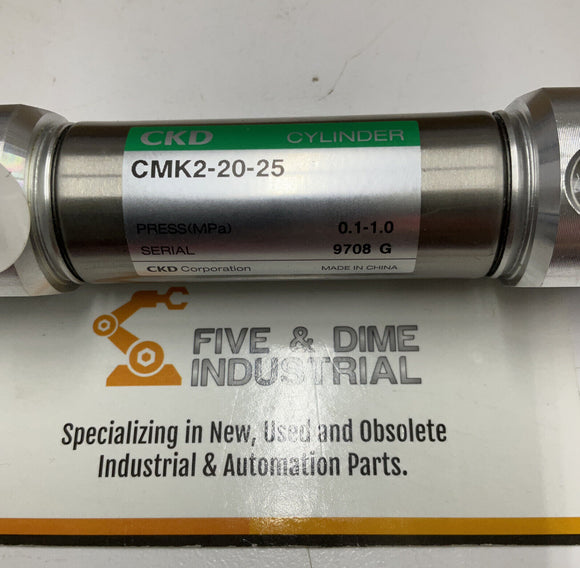 CKD CYLINDER
CMK2-20-25
PRESS(MPa) 0.1-1.0
SERIAL 9708 G
CKD Corporation MADE IN CHINA
FIVE & DIME
INDUSTRIAL
Specializing in New, Used and Obsolete
Industrial & Automation Parts.